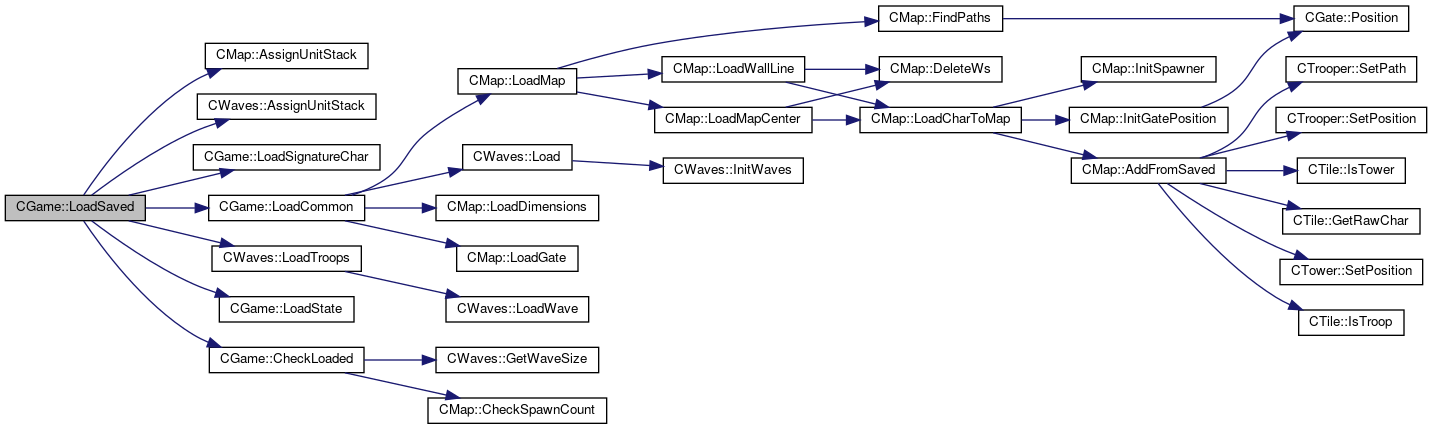 CGame::LoadSaved
CMap::AssignUnitStack
CWaves::AssignUnitStack
CGame::LoadSignatureChar
CGame::LoadCommon
CWaves::LoadTroops
CGame::LoadState
CGame::CheckLoaded
CMap::LoadMap
CWaves::Load
CMap::LoadDimensions
CMap::LoadGate
CWaves::LoadWave
CWaves::GetWaveSize
CMap::CheckSpawnCount
CMap::LoadWallLine
CMap::LoadMapCenter
CWaves::InitWaves
CMap::FindPaths
CMap::DeleteWs
CMap::LoadCharToMap
CMap::InitSpawner
CMap::InitGatePosition
CMap::AddFromSaved
CGate::Position
CTrooper::SetPath
CTrooper::SetPosition
CTile::IsTower
CTile::GetRawChar
CTower::SetPosition
CTile::IsTroop